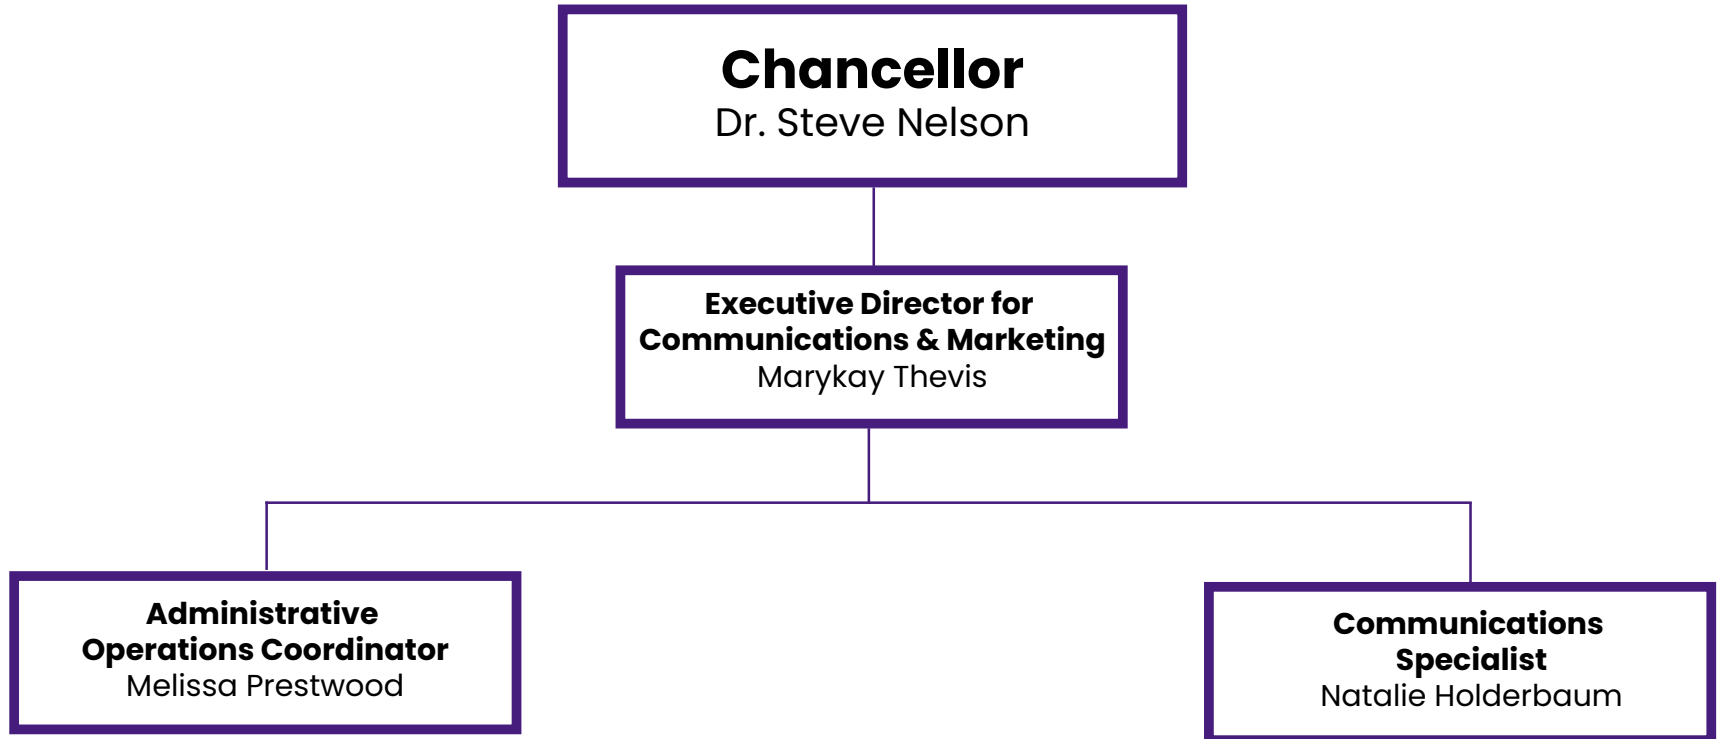 Chancellor
Dr. Steve Nelson
Executive Director for
Communications & Marketing
Marykay Thevis
Administrative
Operations Coordinator
Melissa Prestwood
Communications
Specialist
Natalie Holderbaum